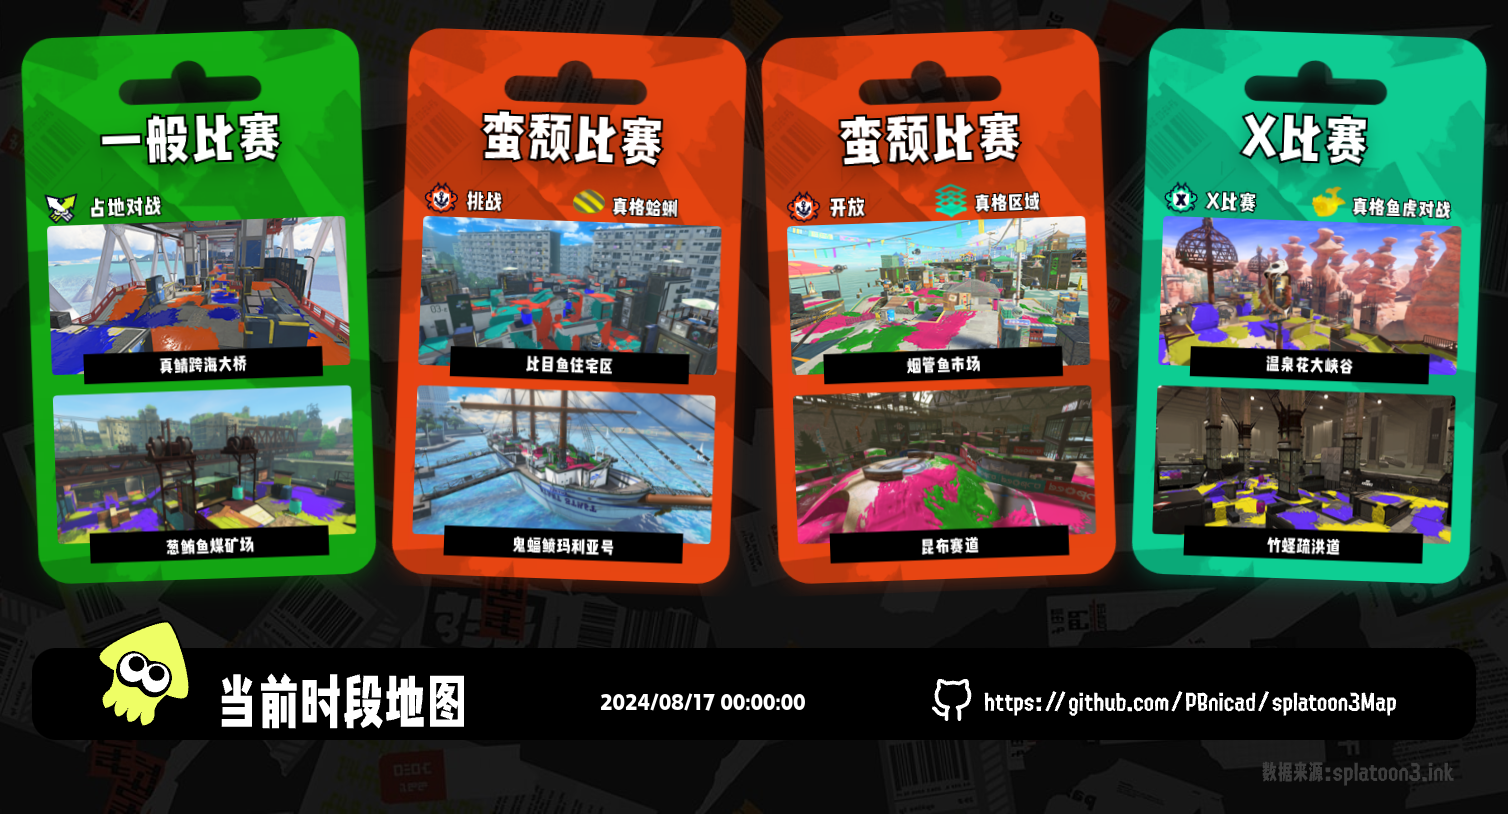 一般比赛
占地对战
真鲷跨海大桥
葱鲔鱼煤矿场
蛮颓比赛
挑战
真格蛤蜊
比目鱼住宅区
鬼蝠鲼玛利亚号
蛮颓比赛
开放
真格区域
烟管鱼市场
昆布赛道
X比赛
X比赛
真格鱼虎对战
温泉花大峡谷
竹蛏疏洪道
当前时段地图
2024/08/17 00:00:00
https://github.com/PBnicad/splatoon3Map
数据来源:splatoon3.ink